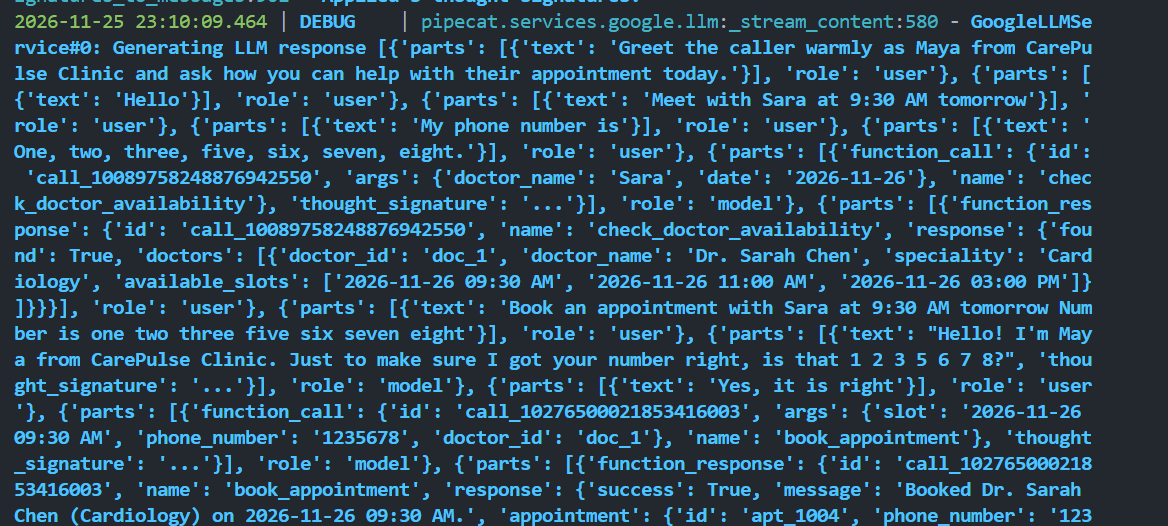 ignatures_to_messages:962 - Applied 3 thought signatures.
2026-11-25 23:10:09.464 | DEBUG    | pipecat.services.google.llm:_stream_content:580 - GoogleLLMSe
rvice#0: Generating LLM response [{'parts': [{'text': 'Greet the caller warmly as Maya from CarePu
lse Clinic and ask how you can help with their appointment today.'}], 'role': 'user'}, {'parts': [
{'text': 'Hello'}], 'role': 'user'}, {'parts': [{'text': 'Meet with Sara at 9:30 AM tomorrow'}], '
role': 'user'}, {'parts': [{'text': 'My phone number is'}], 'role': 'user'}, {'parts': [{'text': '
One, two, three, five, six, seven, eight.'}], 'role': 'user'}, {'parts': [{'function_call': {'id':
 'call_10089758248876942550', 'args': {'doctor_name': 'Sara', 'date': '2026-11-26'}, 'name': 'chec
k_doctor_availability'}, 'thought_signature': '...'}], 'role': 'model'}, {'parts': [{'function_res
ponse': {'id': 'call_10089758248876942550', 'name': 'check_doctor_availability', 'response': {'fou
nd': True, 'doctors': [{'doctor_id': 'doc_1', 'doctor_name': 'Dr. Sarah Chen', 'speciality': 'Card
iology', 'available_slots': ['2026-11-26 09:30 AM', '2026-11-26 11:00 AM', '2026-11-26 03:00 PM']}
]}}}], 'role': 'user'}, {'parts': [{'text': 'Book an appointment with Sara at 9:30 AM tomorrow Num
ber is one two three five six seven eight'}], 'role': 'user'}, {'parts': [{'text': "Hello! I'm May
a from CarePulse Clinic. Just to make sure I got your number right, is that 1 2 3 5 6 7 8?", 'thou
ght_signature': '...'}], 'role': 'model'}, {'parts': [{'text': 'Yes, it is right'}], 'role': 'user
'}, {'parts': [{'function_call': {'id': 'call_10276500021853416003', 'args': {'slot': '2026-11-26 
09:30 AM', 'phone_number': '1235678', 'doctor_id': 'doc_1'}, 'name': 'book_appointment'}, 'thought
_signature': '...'}], 'role': 'model'}, {'parts': [{'function_response': {'id': 'call_102765000218
53416003', 'name': 'book_appointment', 'response': {'success': True, 'message': 'Booked Dr. Sarah 
Chen (Cardiology) on 2026-11-26 09:30 AM.', 'appointment': {'id': 'apt_1004', 'phone_number': '123